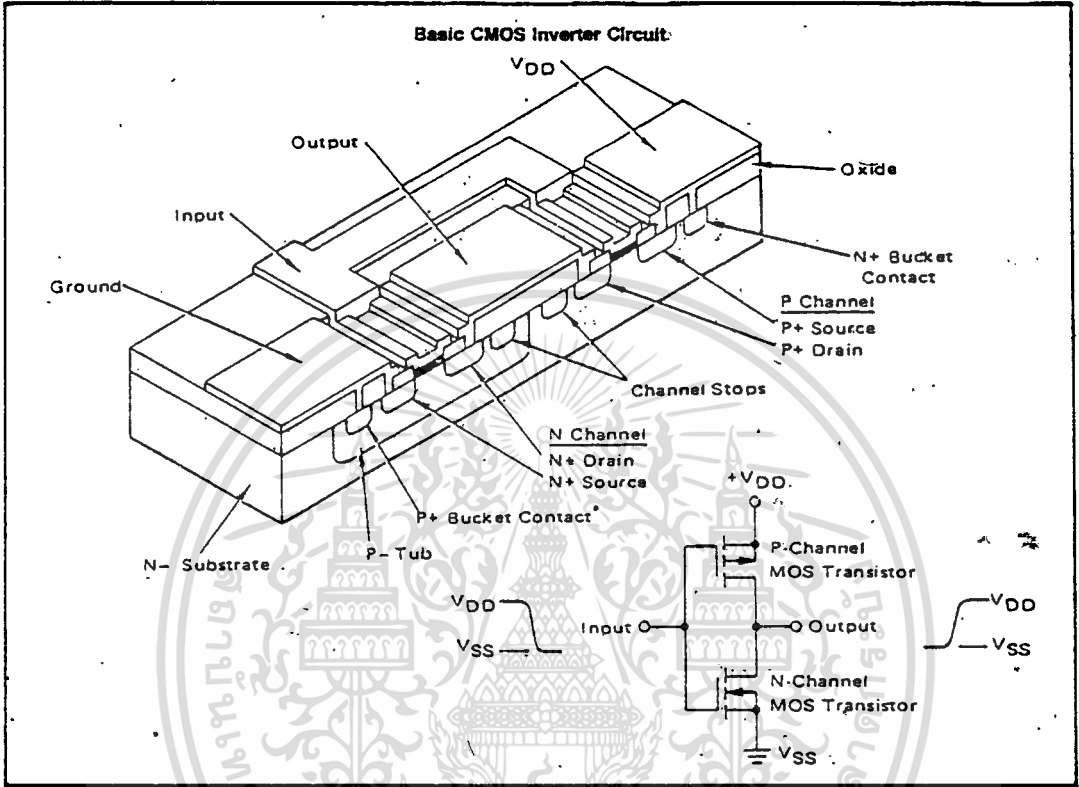 Basic CMOS Inverter Circuit
VDD
Output
Oxide
Input
N+ Bucket
Contact
Ground
P Channel
P+ Source
P+ Drain
Channel Stops
N Channel
N+ Drain
N+ Source
P+ Bucket Contact
P- Tub
N- Substrate
+VDD
P-Channel
MOS Transistor
VDD
VSS
Input
Output
VDD
VSS
N-Channel
MOS Transistor
VSS